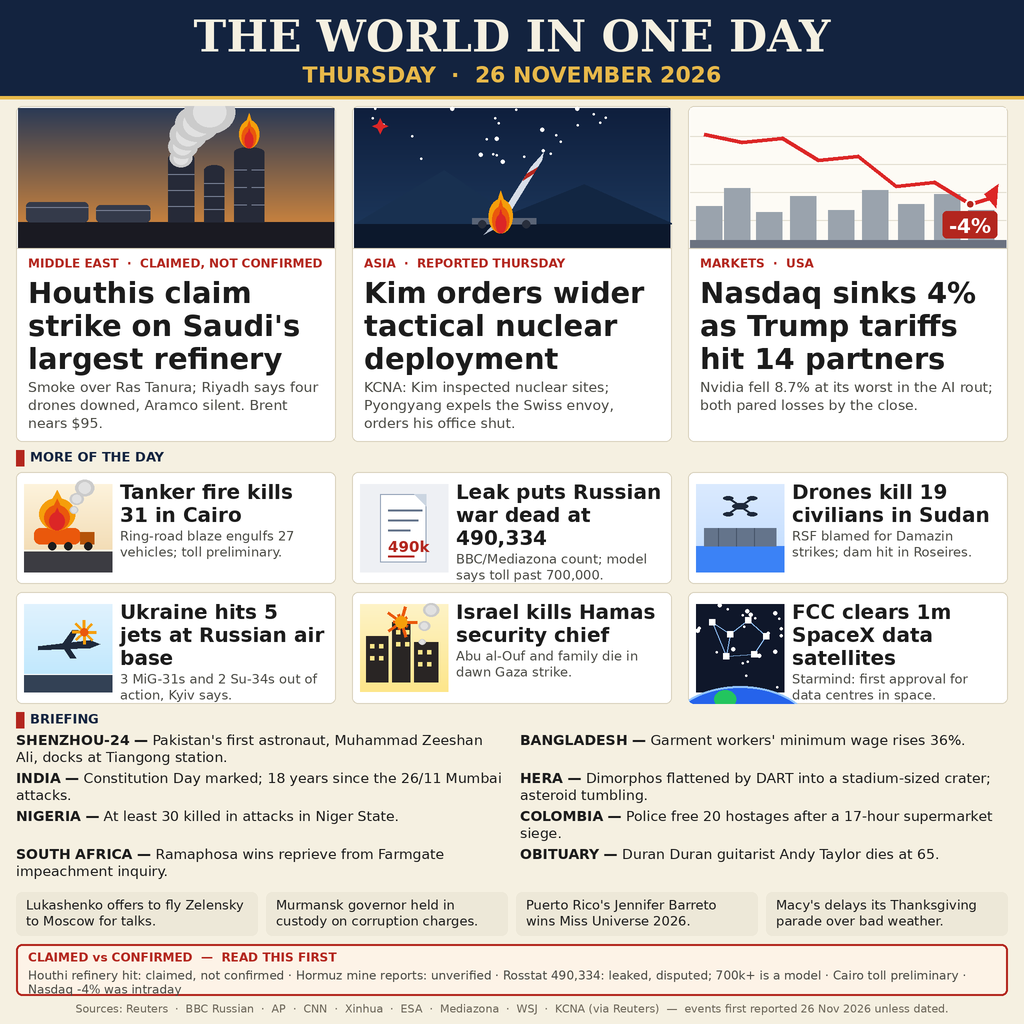 THE WORLD IN ONE DAY
THURSDAY · 26 NOVEMBER 2026
-4%
MIDDLE EAST · CLAIMED, NOT CONFIRMED
Houthis claim
strike on Saudi's
largest refinery
Smoke over Ras Tanura; Riyadh says four
drones downed, Aramco silent. Brent
nears $95.
ASIA · REPORTED THURSDAY
Kim orders wider
tactical nuclear
deployment
KCNA: Kim inspected nuclear sites;
Pyongyang expels the Swiss envoy,
orders his office shut.
MARKETS · USA
Nasdaq sinks 4%
as Trump tariffs
hit 14 partners
Nvidia fell 8.7% at its worst in the AI rout;
both pared losses by the close.
MORE OF THE DAY
Tanker fire kills
31 in Cairo
Ring-road blaze engulfs 27
vehicles; toll preliminary.
490k
Leak puts Russian
war dead at
490,334
BBC/Mediazona count; model
says toll past 700,000.
Drones kill 19
civilians in Sudan
RSF blamed for Damazin
strikes; dam hit in Roseires.
Ukraine hits 5
jets at Russian air
base
3 MiG-31s and 2 Su-34s out of
action, Kyiv says.
Israel kills Hamas
security chief
Abu al-Ouf and family die in
dawn Gaza strike.
FCC clears 1m
SpaceX data
satellites
Starmind: first approval for
data centres in space.
BRIEFING
SHENZHOU-24 — Pakistan's first astronaut, Muhammad Zeeshan
Ali, docks at Tiangong station.
BANGLADESH — Garment workers' minimum wage rises 36%.
INDIA — Constitution Day marked; 18 years since the 26/11 Mumbai
attacks.
HERA — Dimorphos flattened by DART into a stadium-sized crater;
asteroid tumbling.
NIGERIA — At least 30 killed in attacks in Niger State.
COLOMBIA — Police free 20 hostages after a 17-hour supermarket
siege.
SOUTH AFRICA — Ramaphosa wins reprieve from Farmgate
impeachment inquiry.
OBITUARY — Duran Duran guitarist Andy Taylor dies at 65.
Lukashenko offers to fly Zelensky
to Moscow for talks.
Murmansk governor held in
custody on corruption charges.
Puerto Rico's Jennifer Barreto
wins Miss Universe 2026.
Macy's delays its Thanksgiving
parade over bad weather.
CLAIMED vs CONFIRMED — READ THIS FIRST
Houthi refinery hit: claimed, not confirmed · Hormuz mine reports: unverified · Rosstat 490,334: leaked, disputed; 700k+ is a model · Cairo toll preliminary ·
Nasdaq -4% was intraday
Sources: Reuters · BBC Russian · AP · CNN · Xinhua · ESA · Mediazona · WSJ · KCNA (via Reuters) — events first reported 26 Nov 2026 unless dated.